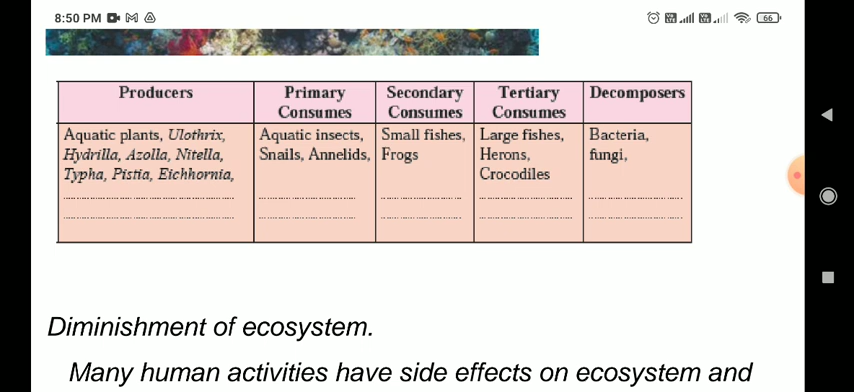 8:50 PM
66
Producers
Primary
Consumes
Secondary
Consumes
Tertiary
Consumes
Decomposers
Aquatic plants, Ulothrix,
Hydrilla, Azolla, Nitella,
Typha, Pistia, Eichhornia,
Aquatic insects,
Snails, Annelids,
Small fishes,
Frogs
Large fishes,
Herons,
Crocodiles
Bacteria,
fungi,
Diminishment of ecosystem.
Many human activities have side effects on ecosystem and